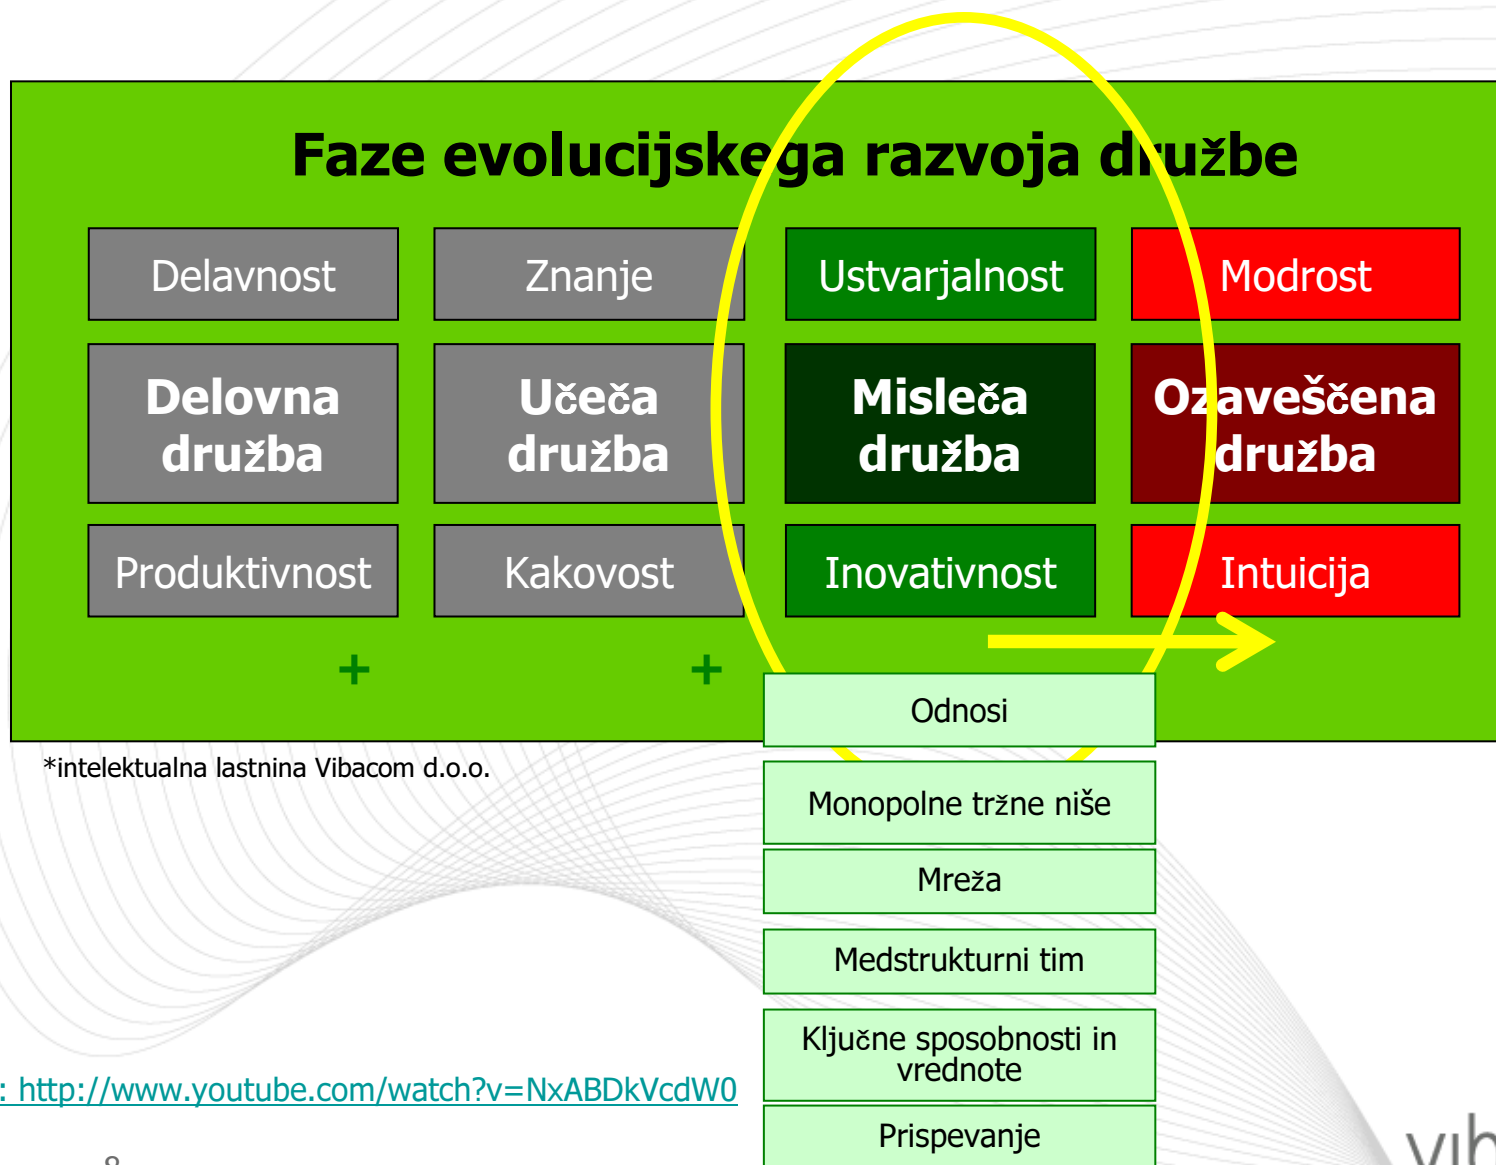 Faze evolucijskega razvoja družbe
Delavnost
Znanje
Ustvarjalnost
Modrost
Delovna
družba
Učeča
družba
Misleča
družba
Ozaveščena
družba
Produktivnost
Kakovost
Inovativnost
Intuicija
+
+
Odnosi
*intelektualna lastnina Vibacom d.o.o.
Monopolne tržne niše
Mreža
Medstrukturni tim
Ključne sposobnosti in
vrednote
: http://www.youtube.com/watch?v=NxABDkVcdW0
Prispevanje